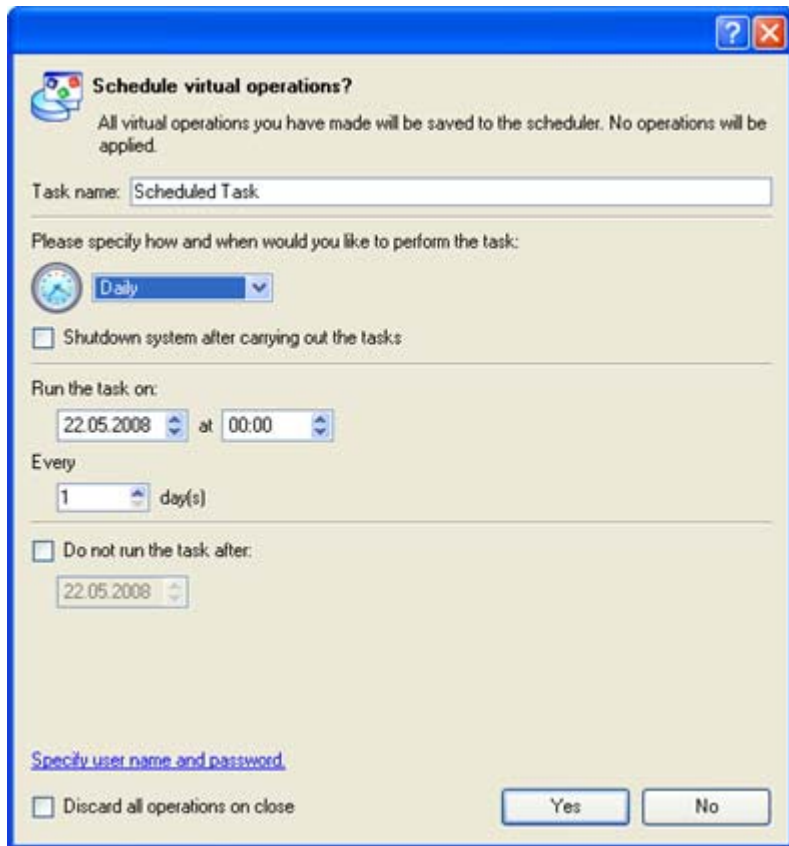 Schedule virtual operations?
All virtual operations you have made will be saved to the scheduler. No operations will be
applied.
Task name: Scheduled Task
Please specify how and when would you like to perform the task:
Daily
Shutdown system after carrying out the tasks
Run the task on:
22.05.2008 at 00:00
Every
1 day(s)
Do not run the task after:
22.05.2008
Specify user name and password.
Discard all operations on close
Yes No